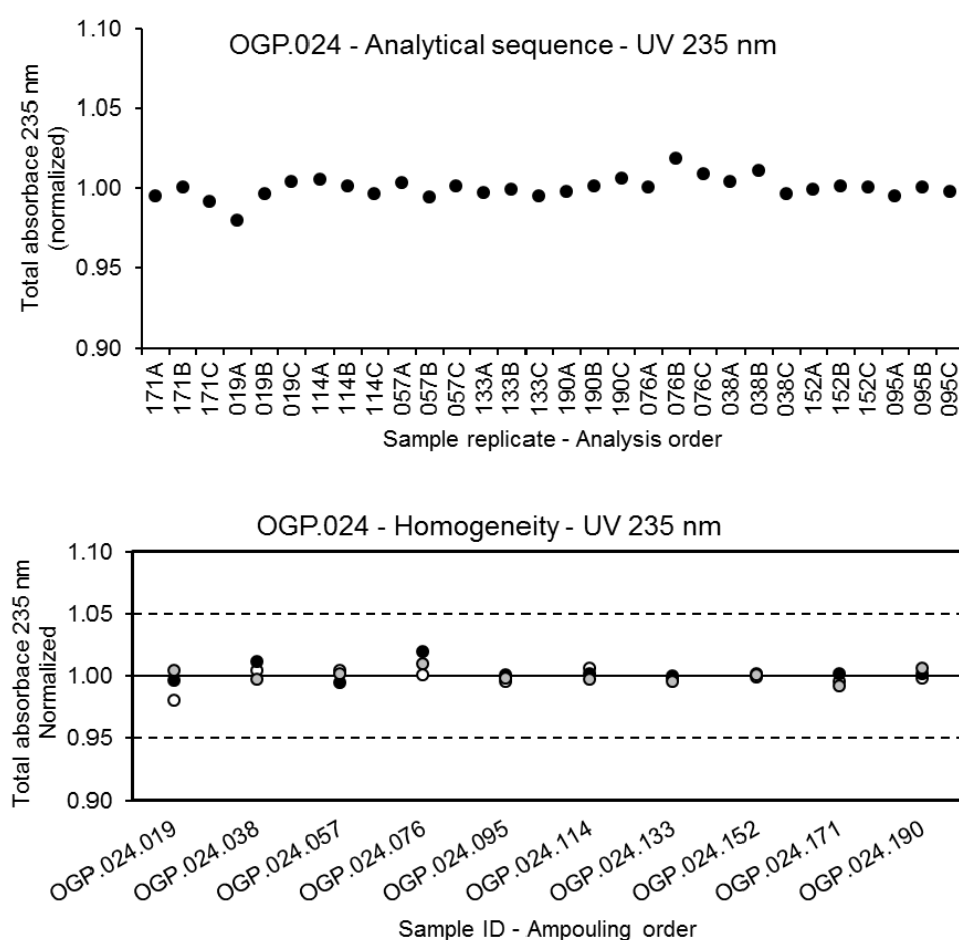 OGP.024 - Analytical sequence - UV 235 nm
Total absorbace 235 nm
(normalized)
1.10
1.05
1.00
0.95
0.90
171A
171B
171C
019A
019B
019C
114A
114B
114C
057A
057B
057C
133A
133B
133C
190A
190B
190C
076A
076B
076C
038A
038B
038C
152A
152B
152C
095A
095B
095C
Sample replicate - Analysis order
OGP.024 - Homogeneity - UV 235 nm
Total absorbace 235 nm
Normalized
1.10
1.05
1.00
0.95
0.90
OGP.024.019
OGP.024.038
OGP.024.057
OGP.024.076
OGP.024.095
OGP.024.114
OGP.024.133
OGP.024.152
OGP.024.171
OGP.024.190
Sample ID - Ampouling order